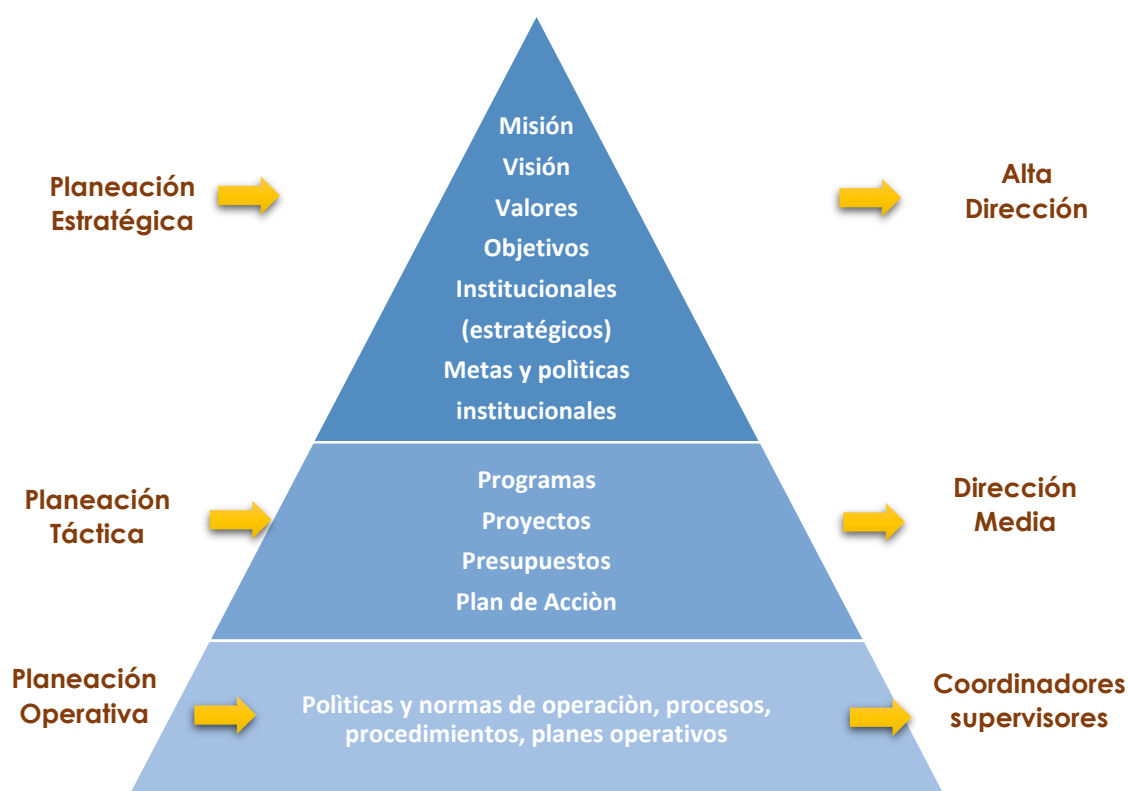 Misión
Visión
Valores
Objetivos
Institucionales
(estratégicos)
Metas y polìticas
institucionales
Planeación
Estratégica
Alta
Dirección
Programas
Proyectos
Presupuestos
Plan de Acciòn
Planeación
Táctica
Dirección
Media
Polìticas y normas de operaciòn, procesos,
procedimientos, planes operativos
Planeación
Operativa
Coordinadores
supervisores